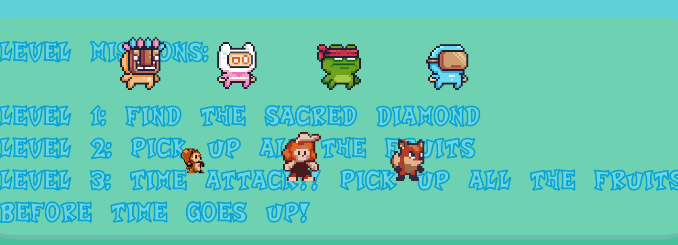 LEVEL MISSIONS:
LEVEL 1: FIND THE SACRED DIAMOND
LEVEL 2: PICK UP ALL THE FRUITS
LEVEL 3: TIME ATTACK!! PICK UP ALL THE FRUITS
BEFORE TIME GOES UP!